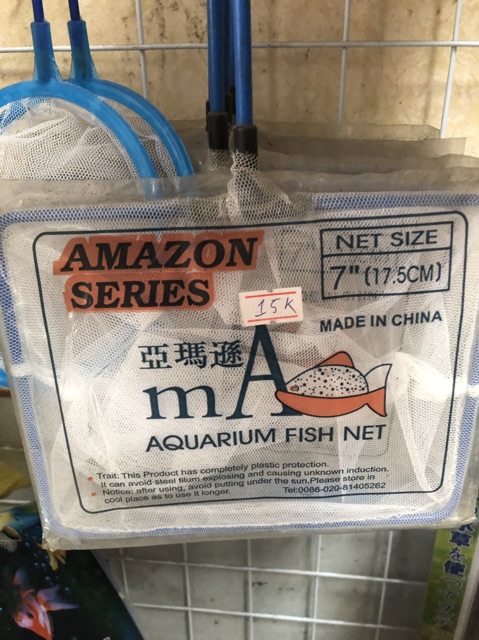 AMAZON
SERIES
NET SIZE
7" (17.5CM)
15K
MADE IN CHINA
亞瑪遜
mA
AQUARIUM FISH NET
Trait: This Product has completely plastic protection.
It can avoid steel filum exploding and causing unknown induction.
Notice: after using, avoid putting under the sun.Please store in
cool place as to use it longer.
Tel:0086-020-81405262